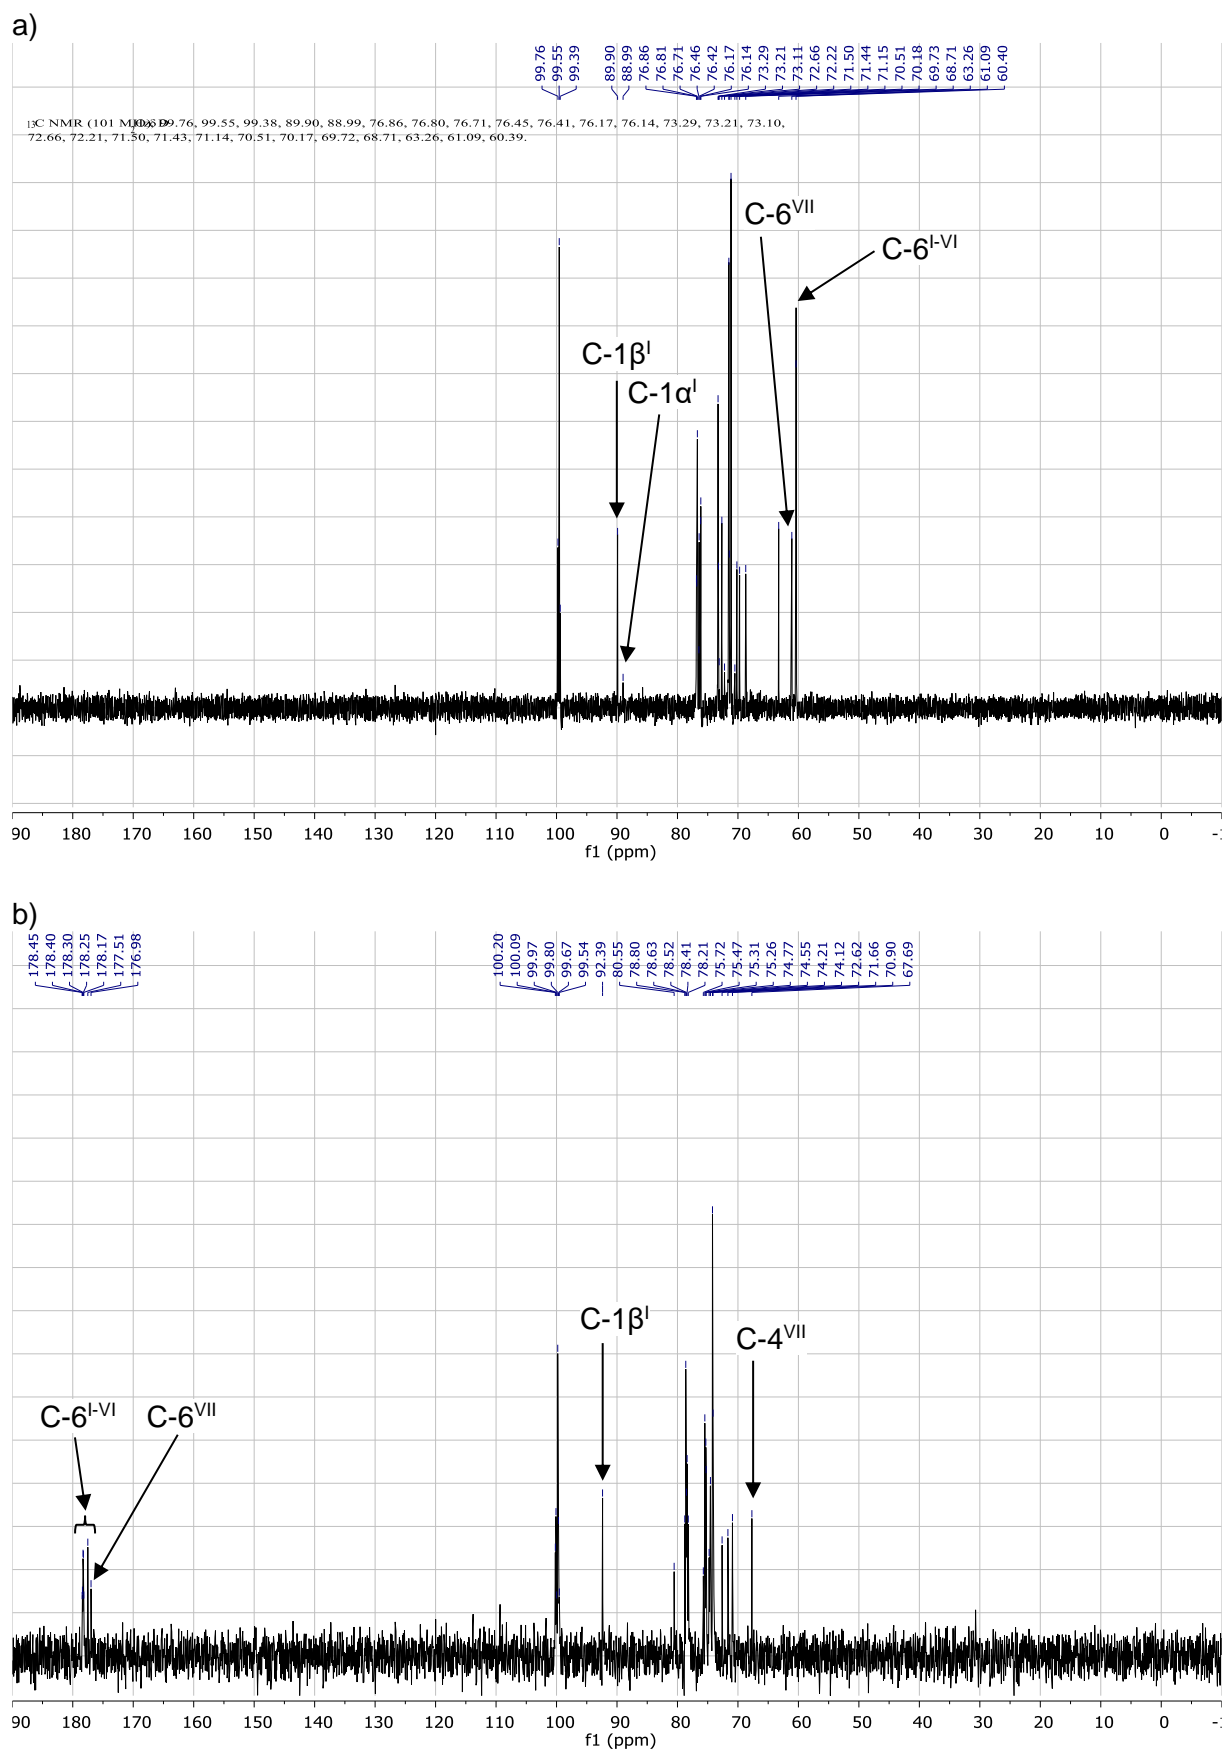 a)
99.76 99.55 99.39 89.90 88.99 76.86 76.81 76.71 76.46 76.42 76.17 76.14 73.29 73.21 73.11 72.66 72.22 71.50 71.44 71.15 70.51 70.18 69.73 68.71 63.26 61.09 60.40
13C NMR (101 MHz, D2O) δ 99.76, 99.55, 99.38, 89.90, 88.99, 76.86, 76.80, 76.71, 76.45, 76.41, 76.17, 76.14, 73.29, 73.21, 73.10,
72.66, 72.21, 71.50, 71.43, 71.14, 70.51, 70.17, 69.72, 68.71, 63.26, 61.09, 60.39.
C-6VII
C-6I-VI
C-1βI
C-1αI
90 180 170 160 150 140 130 120 110 100 90 80 70 60 50 40 30 20 10 0 -1
f1 (ppm)
b)
178.45 178.40 178.30 178.25 178.17 177.51 176.98 100.20 100.09 99.97 99.80 99.67 99.54 92.39 80.55 78.80 78.63 78.52 78.41 78.21 75.72 75.47 75.31 75.26 74.77 74.55 74.21 74.12 72.62 71.66 70.90 67.69
C-1βI
C-4VII
C-6I-VI C-6VII
90 180 170 160 150 140 130 120 110 100 90 80 70 60 50 40 30 20 10 0 -1
f1 (ppm)